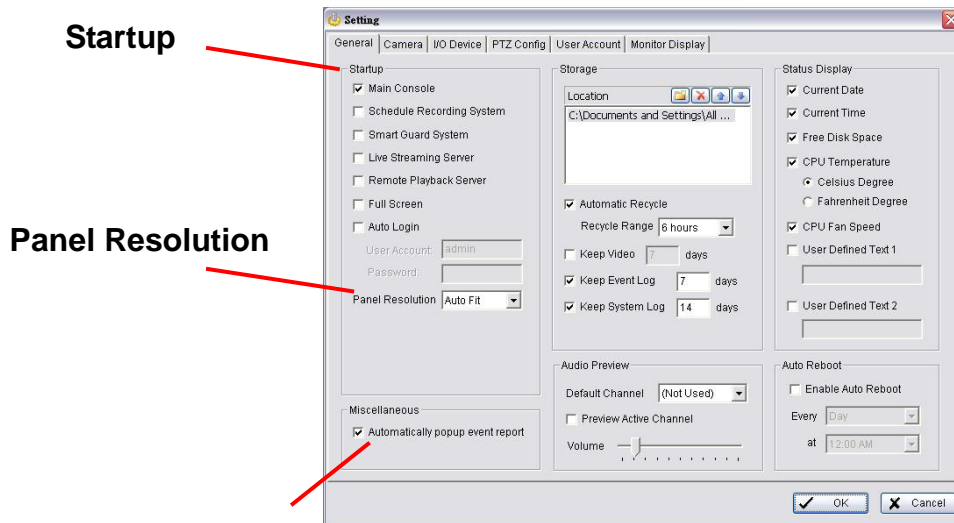 Startup
Panel Resolution
Setting
General
Camera
I/O Device
PTZ Config
User Account
Monitor Display
Startup
Main Console
Schedule Recording System
Smart Guard System
Live Streaming Server
Remote Playback Server
Full Screen
Auto Login
User Account: admin
Password:
Panel Resolution Auto Fit
Miscellaneous
Automatically popup event report
Storage
Location
C:\Documents and Settings\All ...
Automatic Recycle
Recycle Range 6 hours
Keep Video 7 days
Keep Event Log 7 days
Keep System Log 14 days
Audio Preview
Default Channel (Not Used)
Preview Active Channel
Volume
Status Display
Current Date
Current Time
Free Disk Space
CPU Temperature
Celsius Degree
Fahrenheit Degree
CPU Fan Speed
User Defined Text 1
User Defined Text 2
Auto Reboot
Enable Auto Reboot
Every Day
at 12:00 AM
OK
Cancel